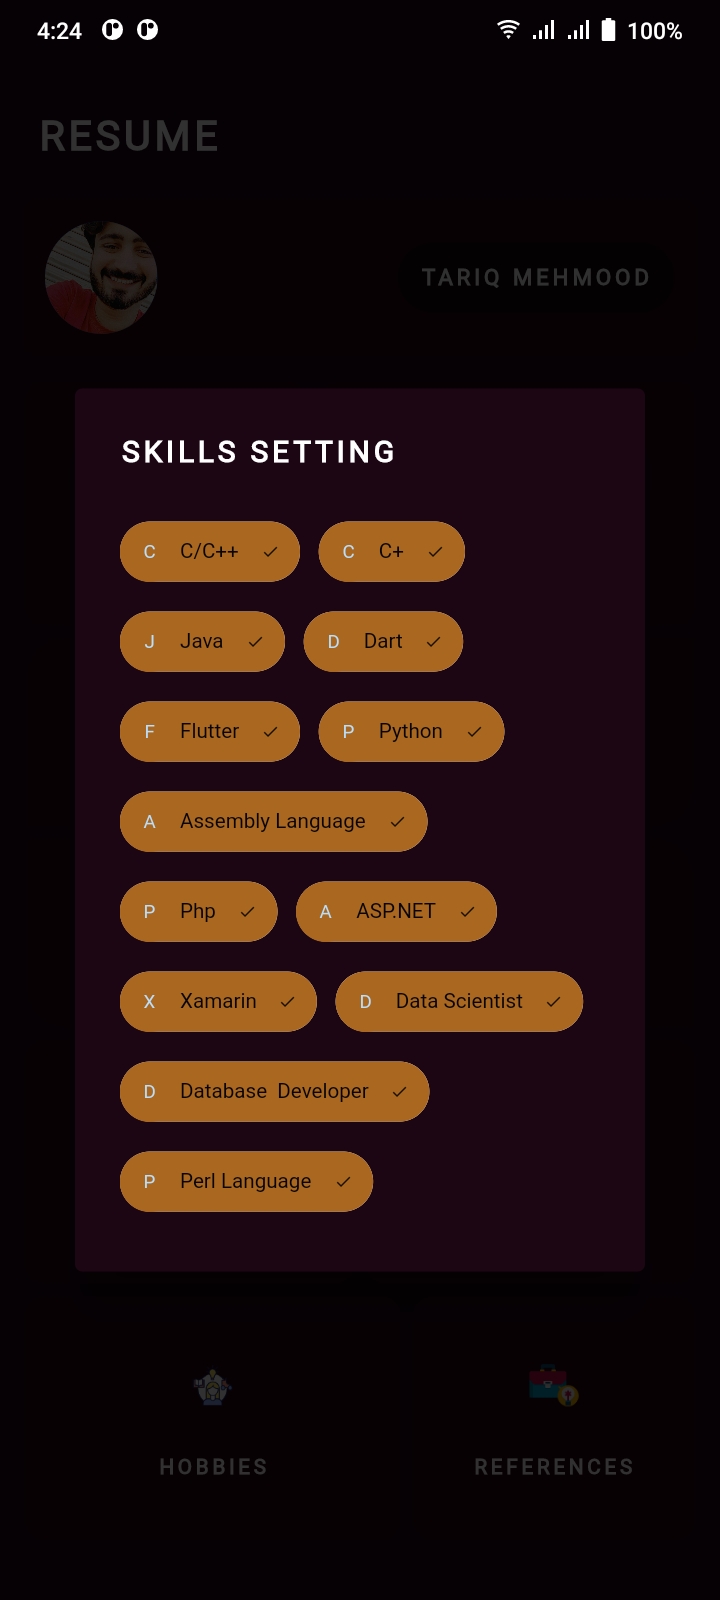 4:24 100%
RESUME
TARIQ MEHMOOD
SKILLS SETTING
C C/C++ C C+
J Java D Dart
F Flutter P Python
A Assembly Language
P Php A ASP.NET
X Xamarin D Data Scientist
D Database  Developer
P Perl Language
HOBBIES REFERENCES